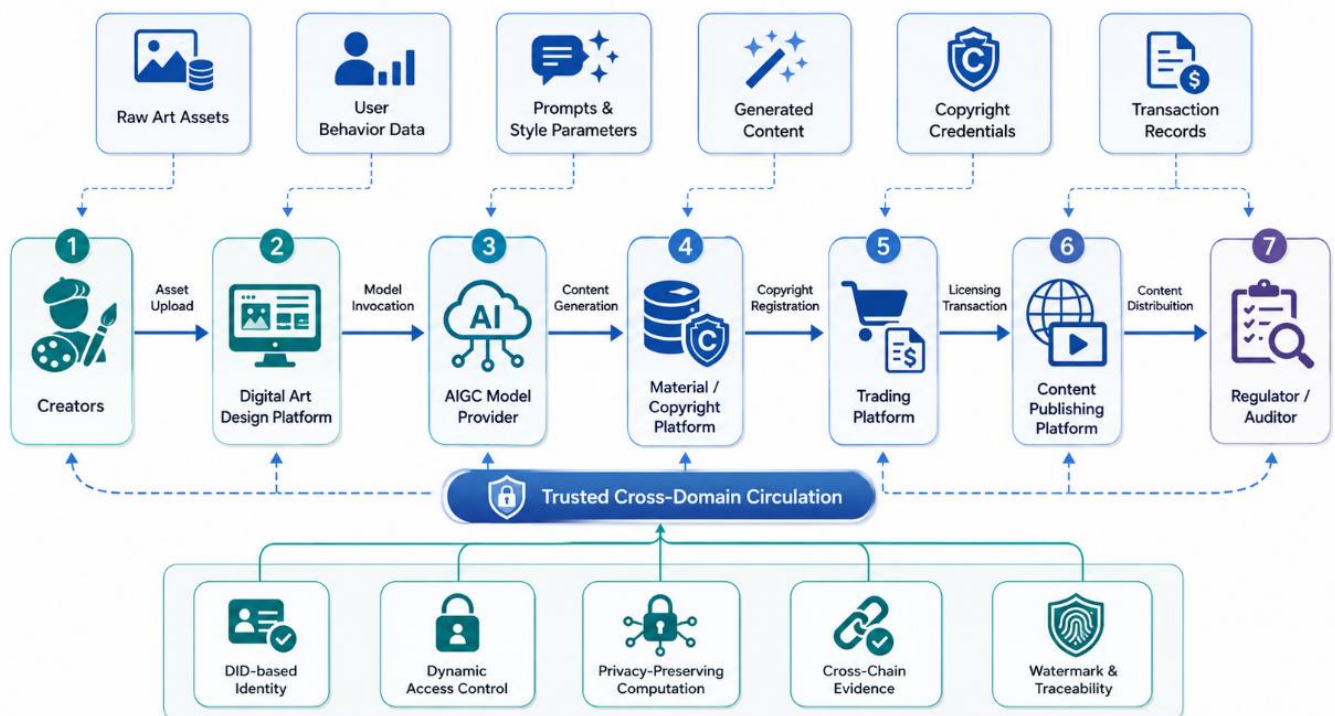 Raw Art Assets
User
Behavior Data
Prompts &
Style Parameters
Generated
Content
Copyright
Credentials
Transaction
Records
1
2
3
4
5
6
7
Asset
Upload
Model
Invocation
Content
Generation
Copyright
Registration
Licensing
Transaction
Content
Distribuition
AI
C
$
Creators
Digital Art
Design Platform
AIGC Model
Provider
Material /
Copyright
Platform
Trading
Platform
Content
Publishing
Platform
Regulator /
Auditor
Trusted Cross-Domain Circulation
DID-based
Identity
Dynamic
Access Control
Privacy-Preserving
Computation
Cross-Chain
Evidence
Watermark &
Traceability